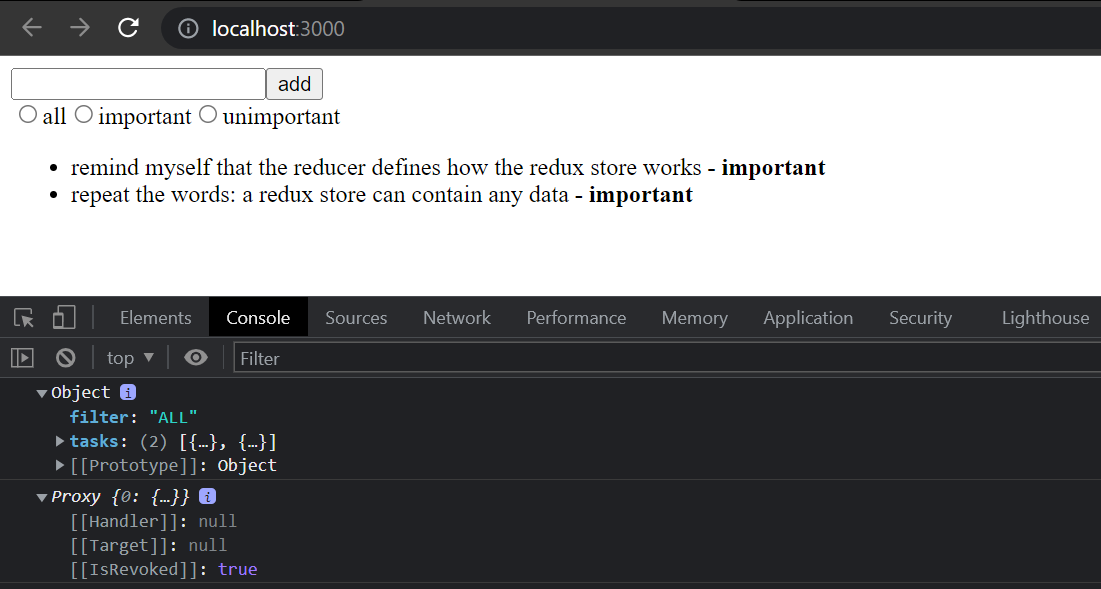 localhost:3000
add
all important unimportant
• remind myself that the reducer defines how the redux store works - important
• repeat the words: a redux store can contain any data - important
Elements Console Sources Network Performance Memory Application Security Lighthouse
top ▼ Filter
▼Object i
filter: "ALL"
▶tasks: (2) [{…}, {…}]
▶[[Prototype]]: Object
▼Proxy {0: {…}} i
[[Handler]]: null
[[Target]]: null
[[IsRevoked]]: true